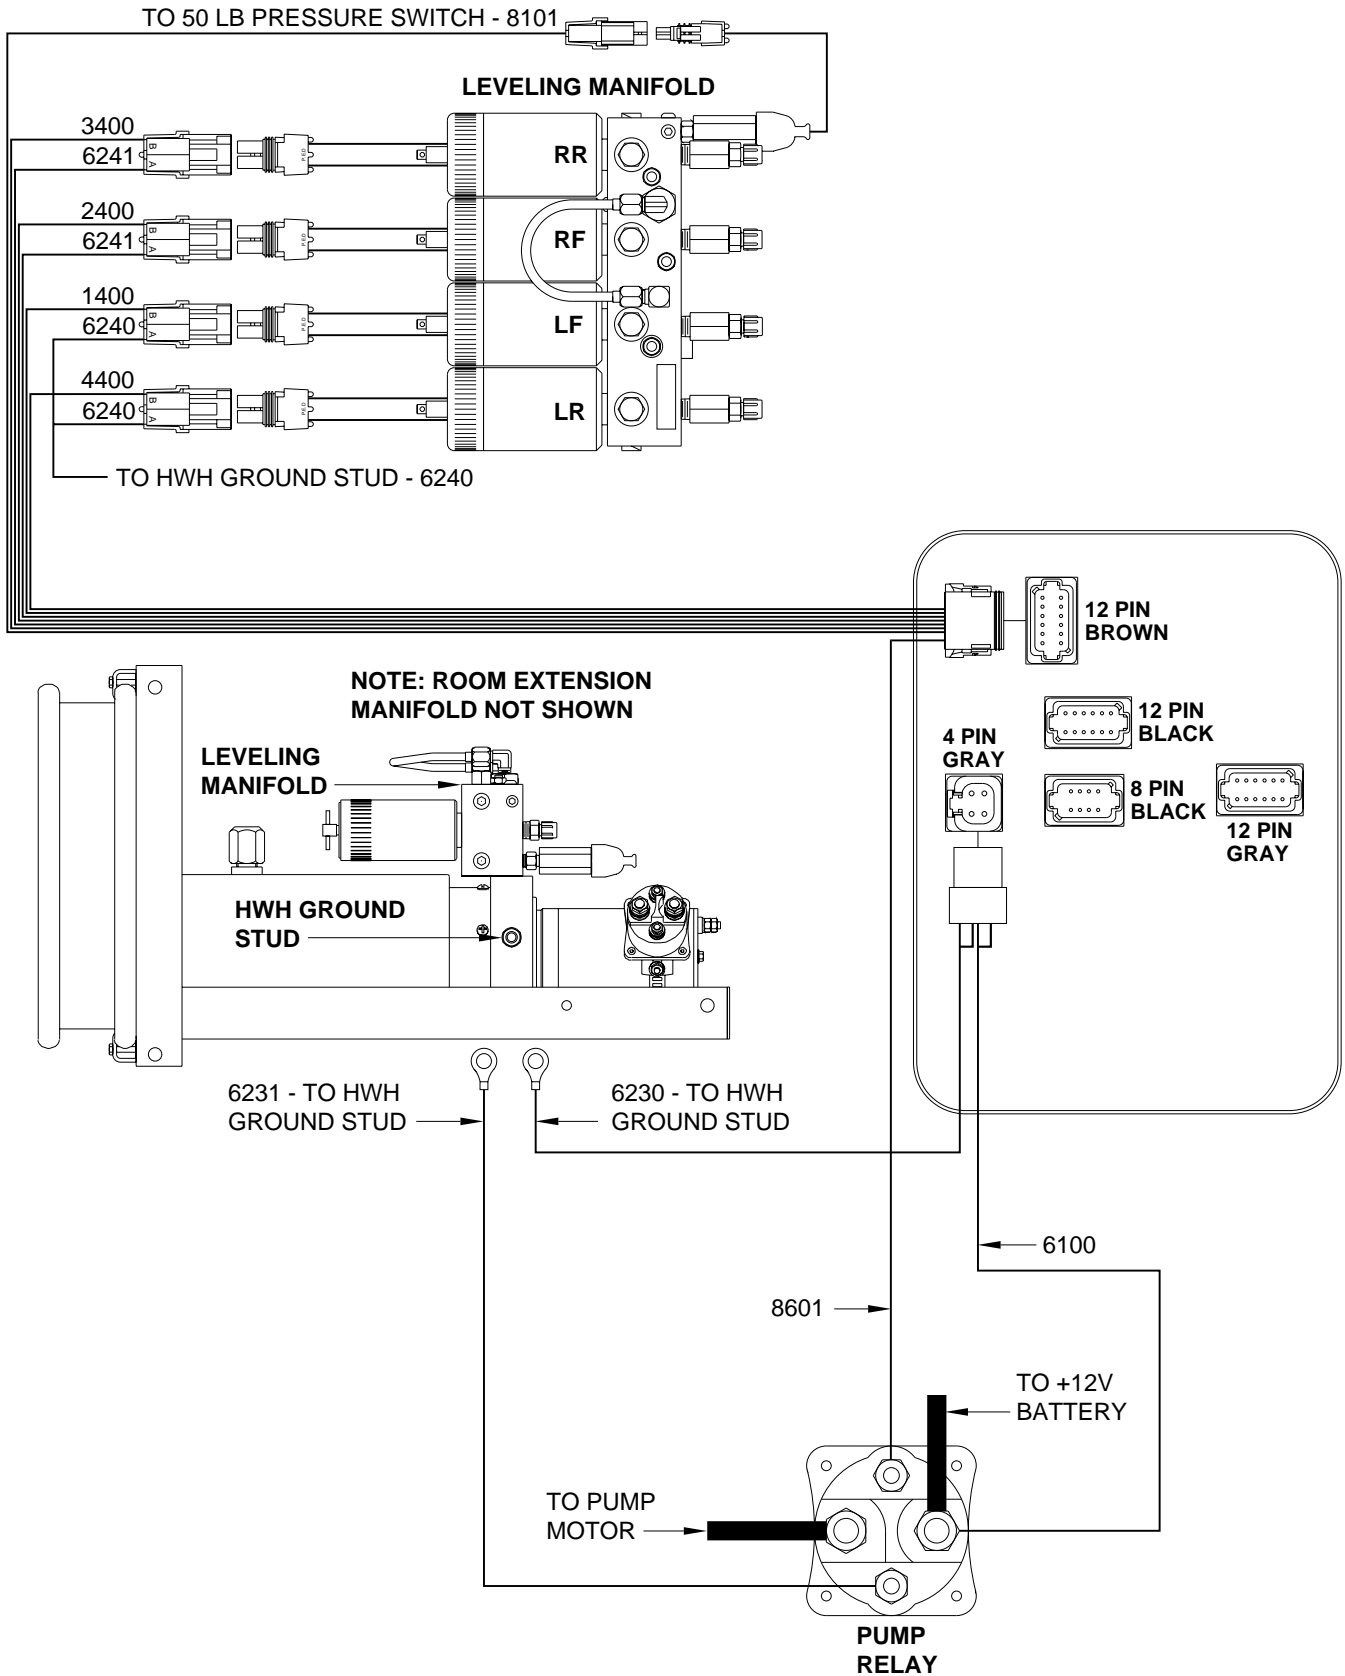 TO 50 LB PRESSURE SWITCH - 8101
LEVELING MANIFOLD
3400
6241
B
A
P.E.D
RR
2400
6241
B
A
P.E.D
RF
1400
6240
B
A
P.E.D
LF
4400
6240
B
A
P.E.D
LR
TO HWH GROUND STUD - 6240
12 PIN
BROWN
NOTE: ROOM EXTENSION
MANIFOLD NOT SHOWN
12 PIN
BLACK
4 PIN
GRAY
LEVELING
MANIFOLD
8 PIN
BLACK
12 PIN
GRAY
HWH GROUND
STUD
6231 - TO HWH
GROUND STUD
6230 - TO HWH
GROUND STUD
6100
8601
TO +12V
BATTERY
TO PUMP
MOTOR
PUMP
RELAY